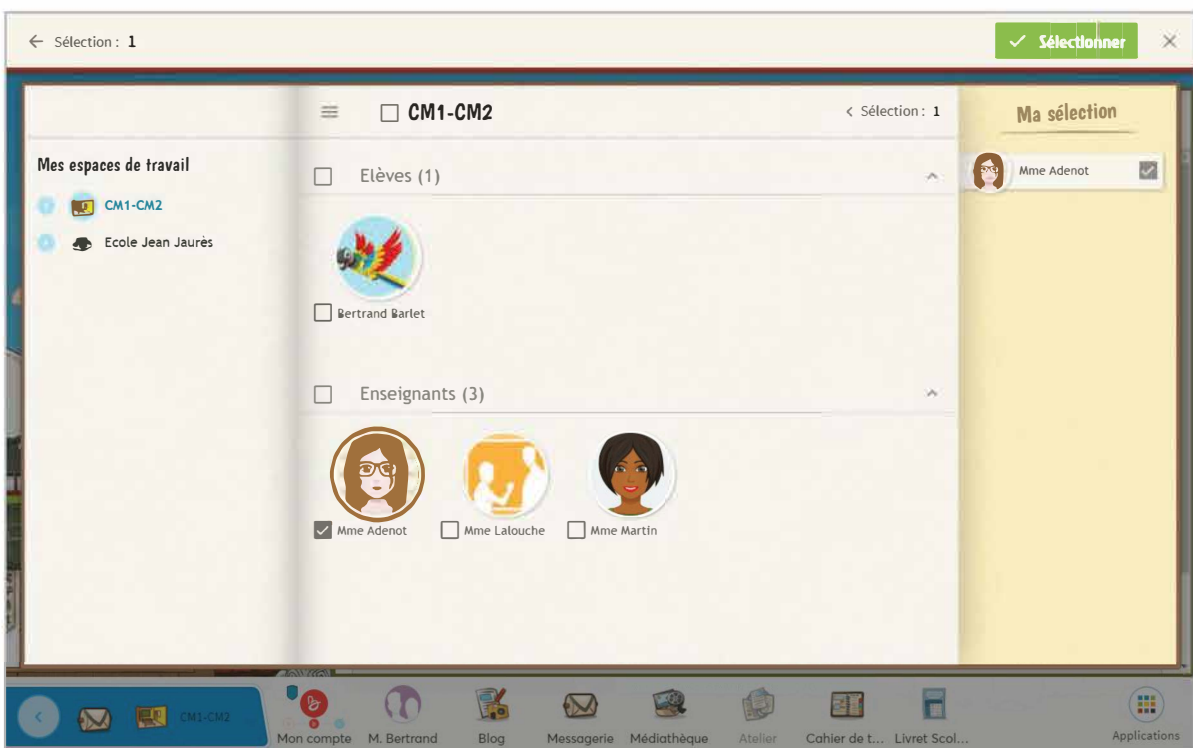 Sélection : 1
Sélectionner
CM1-CM2
Sélection : 1
Ma sélection
Mes espaces de travail
CM1-CM2
Ecole Jean Jaurès
Elèves (1)
Bertrand Barlet
Enseignants (3)
Mme Adenot
Mme Lalouche
Mme Martin
Mme Adenot
CM1-CM2
Mon compte
M. Bertrand
Blog
Messagerie
Médiathèque
Atelier
Cahier de t...
Livret Scol...
Applications